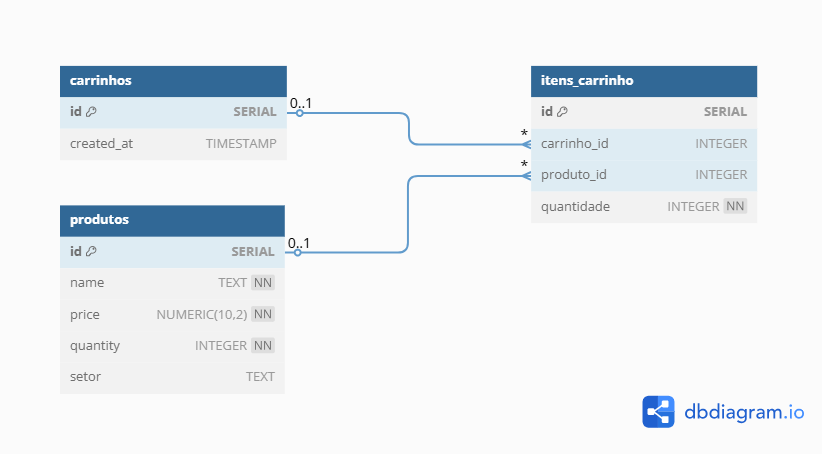 carrinhos
id SERIAL
created_at TIMESTAMP
0..1
produtos
id SERIAL
name TEXT NN
price NUMERIC(10,2) NN
quantity INTEGER NN
setor TEXT
0..1
itens_carrinho
id SERIAL
* carrinho_id INTEGER
* produto_id INTEGER
quantidade INTEGER NN
dbdiagram.io